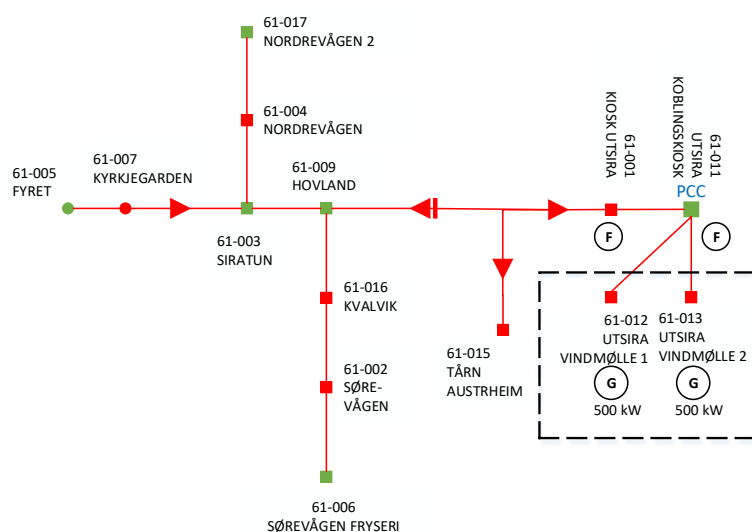 61-017
NORDREVÅGEN 2
61-004
NORDREVÅGEN
61-005
FYRET
61-007
KYRKJEGARDEN
61-009
HOVLAND
61-003
SIRATUN
61-016
KVALVIK
61-002
SØRE-
VÅGEN
61-006
SØREVÅGEN FRYSERI
61-015
TÅRN
AUSTRHEIM
61-001
KIOSK UTSIRA
61-011
UTSIRA
KOBLINGSKIOSK
PCC
F
F
61-012
UTSIRA
VINDMØLLE 1
G
500 kW
61-013
UTSIRA
VINDMØLLE 2
G
500 kW